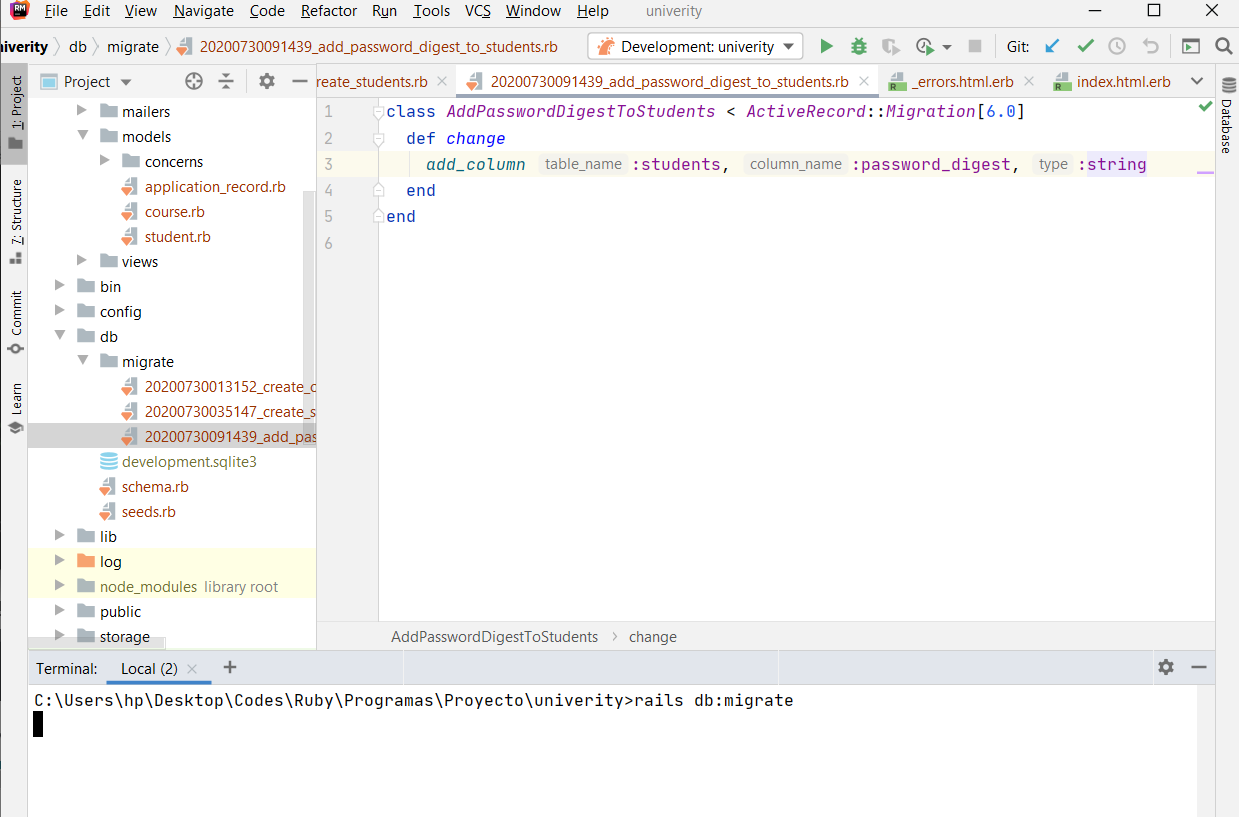 RM File Edit View Navigate Code Refactor Run Tools VCS Window Help univerity
iverity db migrate 20200730091439_add_password_digest_to_students.rb Development: univerity Git:
1: Project
Project
reate_students.rb 20200730091439_add_password_digest_to_students.rb _errors.html.erb index.html.erb
Database
mailers
models
concerns
application_record.rb
course.rb
student.rb
views
bin
config
db
migrate
20200730013152_create_c
20200730035147_create_s
20200730091439_add_pas
development.sqlite3
schema.rb
seeds.rb
lib
log
node_modules library root
public
storage
7: Structure
Commit
Learn
1 class AddPasswordDigestToStudents < ActiveRecord::Migration[6.0]
2 def change
3 add_column table_name :students, column_name :password_digest, type :string
4 end
5 end
6
AddPasswordDigestToStudents change
Terminal: Local (2)
C:\Users\hp\Desktop\Codes\Ruby\Programas\Proyecto\univerity>rails db:migrate